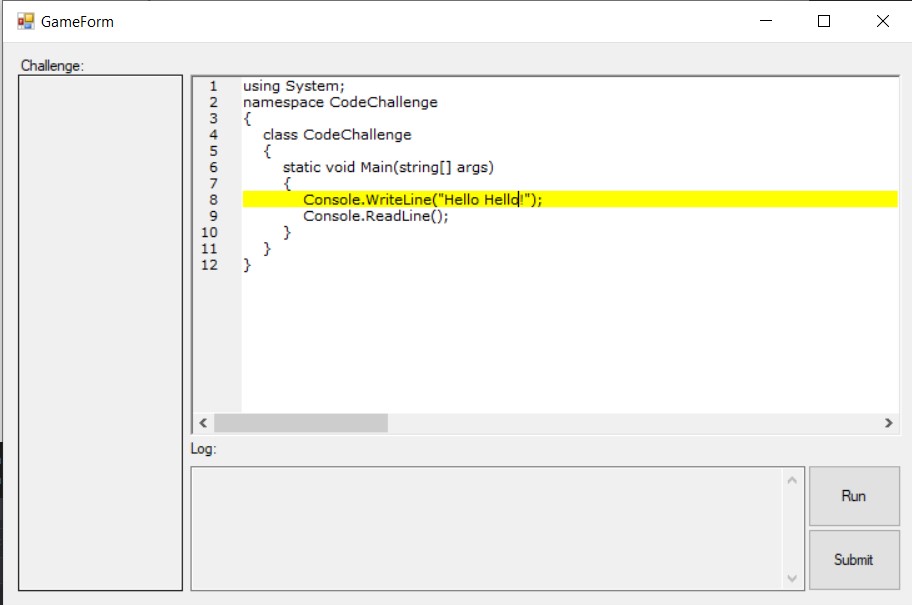 GameForm
Challenge:
1 using System;
2 namespace CodeChallenge
3 {
4 class CodeChallenge
5 {
6 static void Main(string[] args)
7 {
8 Console.WriteLine("Hello Hello!");
9 Console.ReadLine();
10 }
11 }
12 }
Log:
Run
Submit